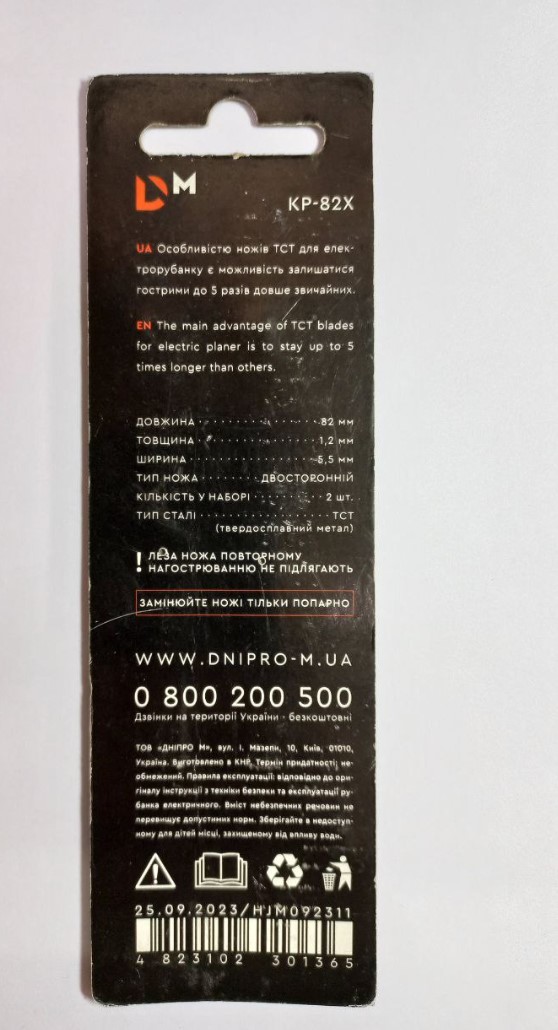 DM
КР-82Х
UA Особливістю ножів ТСТ для елек-
трорубанку є можливість залишатися
гострими до 5 разів довше звичайних.
EN The main advantage of TCT blades
for electric planer is to stay up to 5
times longer than others.
ДОВЖИНА 82 мм
ТОВЩИНА 1,2 мм
ШИРИНА 5,5 мм
ТИП НОЖА ДВОСТОРОННІЙ
КІЛЬКІСТЬ У НАБОРІ 2 шт.
ТИП СТАЛІ ТСТ
(твердосплавний метал)
! ЛЕЗА НОЖА ПОВТОРНОМУ
НАГОСТРЮВАННЮ НЕ ПІДЛЯГАЮТЬ
ЗАМІНЮЙТЕ НОЖІ ТІЛЬКИ ПОПАРНО
WWW.DNIPRO-M.UA
0 800 200 500
Дзвінки на території України - безкоштовні
ТОВ «ДНІПРО М», вул. І. Мазепи, 10, Київ, 01010,
Україна. Виготовлено в КНР. Термін придатності: не-
обмежений. Правила експлуатації: відповідно до ори-
гіналу інструкції з техніки безпеки та експлуатації ру-
банка електричного. Вміст небезпечних речовин не
перевищує допустимих норм. Зберігайте в недоступ-
ному для дітей місці, захищеному від впливу води.
25.09.2023/HJM092311
4 823102 301365